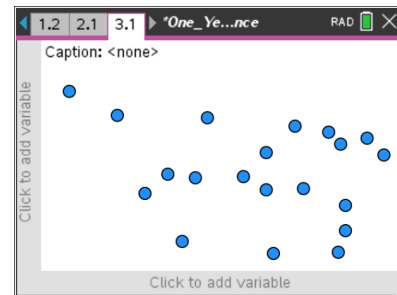 1.2 2.1 3.1 *One_Ye...nce RAD
Caption: <none>
Click to add variable
Click to add variable